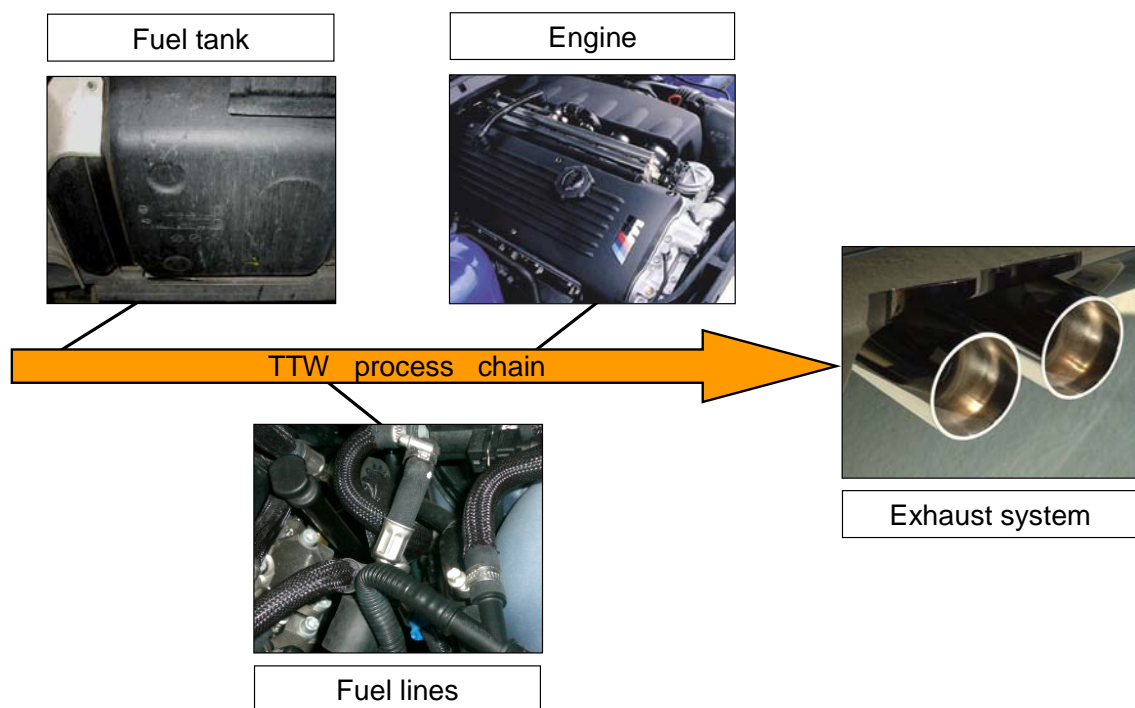 Fuel tank
Engine
TTW process chain
Exhaust system
Fuel lines